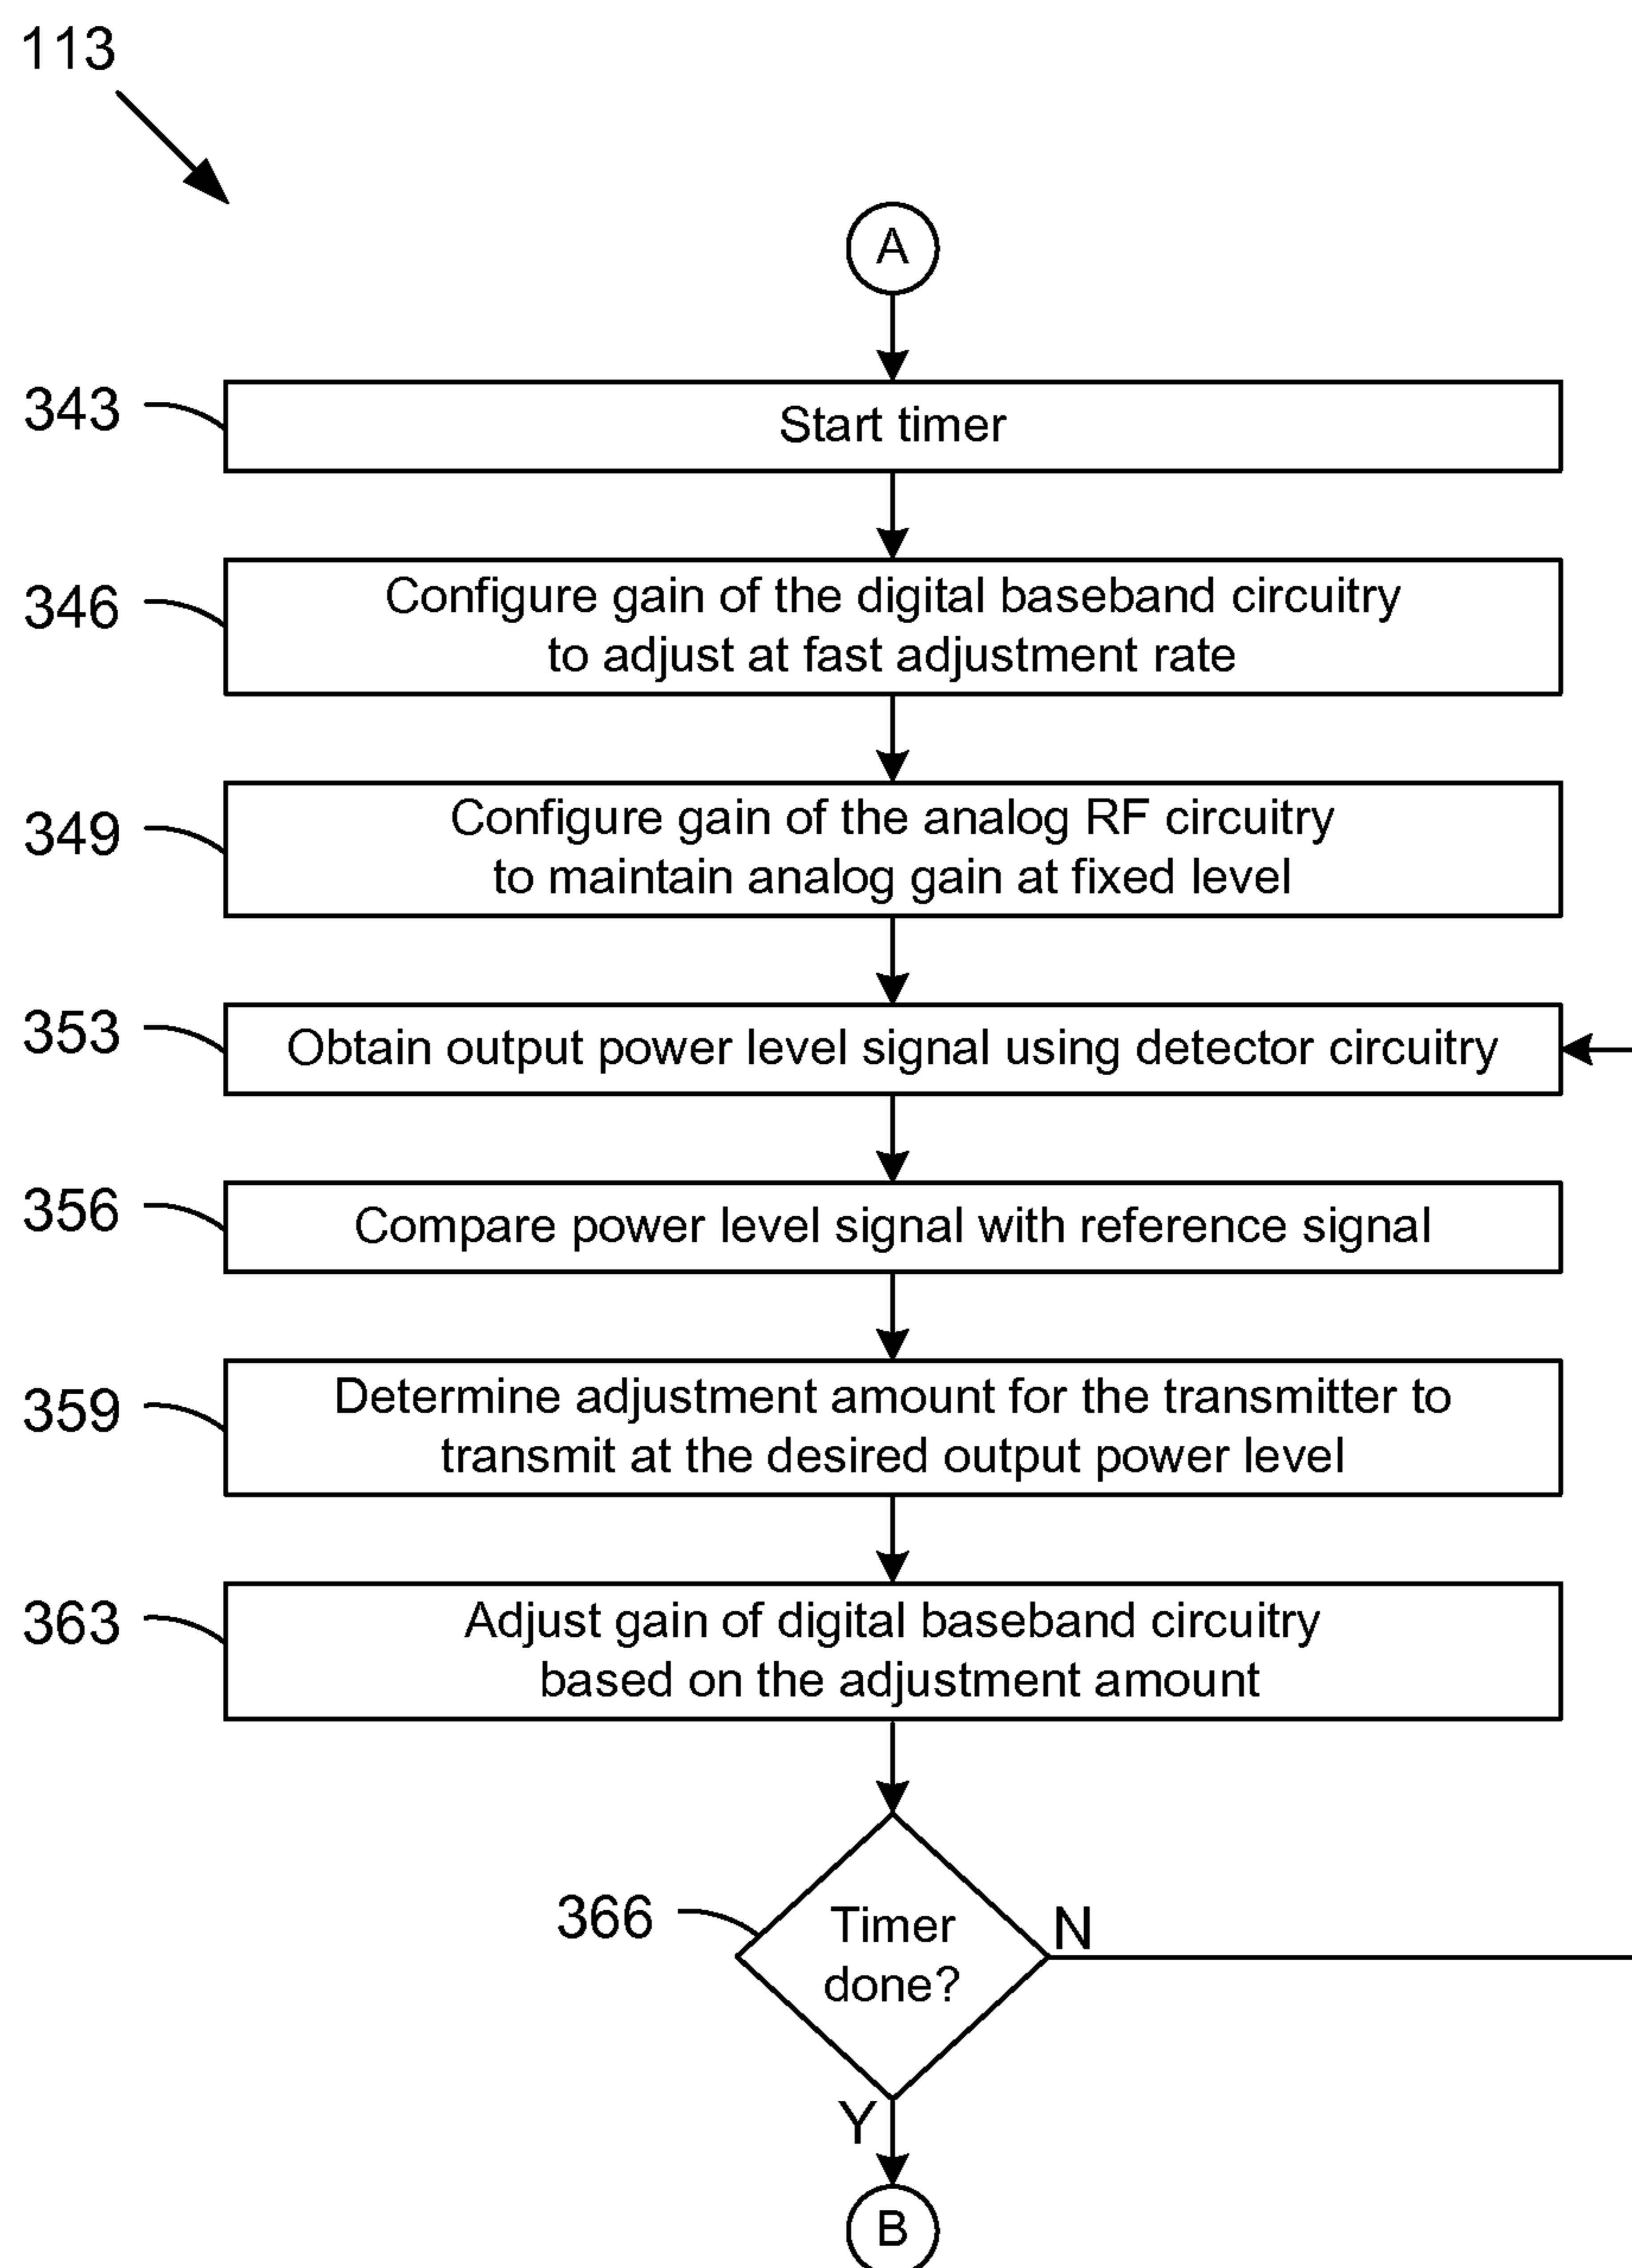 113
A
343
Start timer
346
Configure gain of the digital baseband circuitry
to adjust at fast adjustment rate
349
Configure gain of the analog RF circuitry
to maintain analog gain at fixed level
353
Obtain output power level signal using detector circuitry
356
Compare power level signal with reference signal
359
Determine adjustment amount for the transmitter to
transmit at the desired output power level
363
Adjust gain of digital baseband circuitry
based on the adjustment amount
366
Timer
done?
N
Y
B